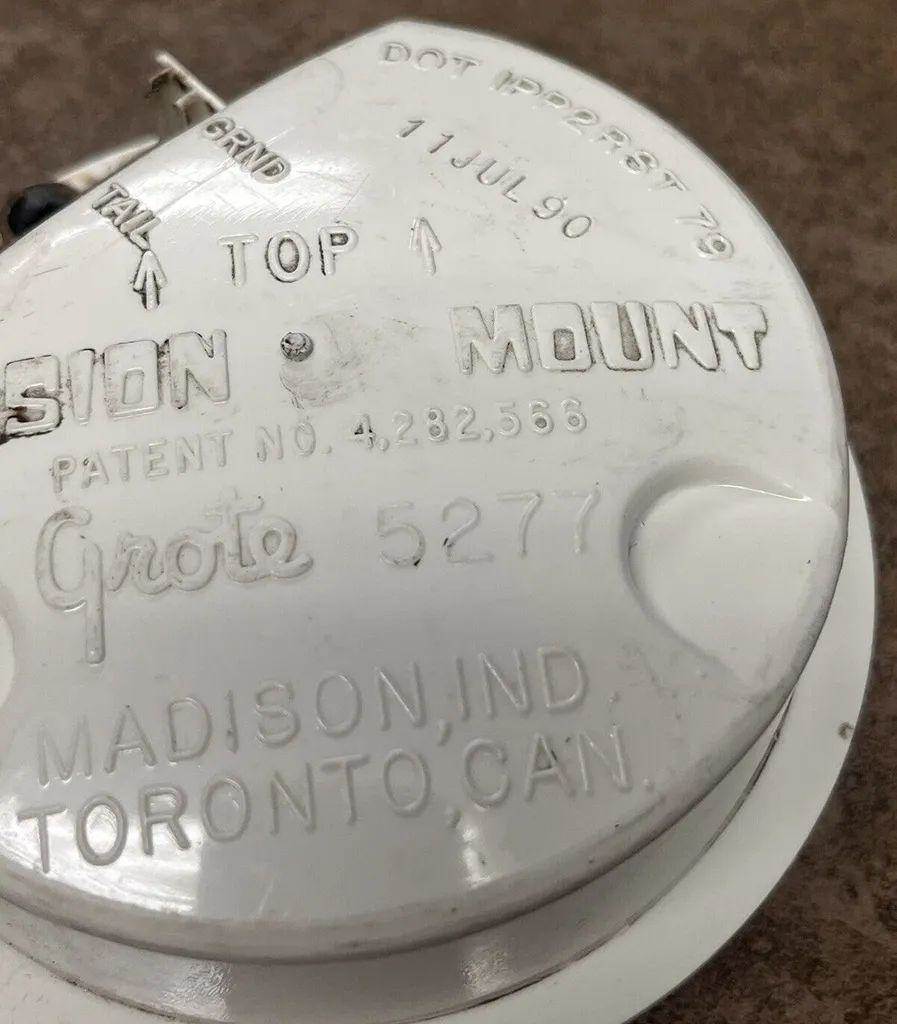 DOT IPP2RST 79
11 JUL 90
GRND
TAIL
TOP
SION MOUNT
PATENT NO. 4,282,566
Grote 5277
MADISON, IND.
TORONTO, CAN.